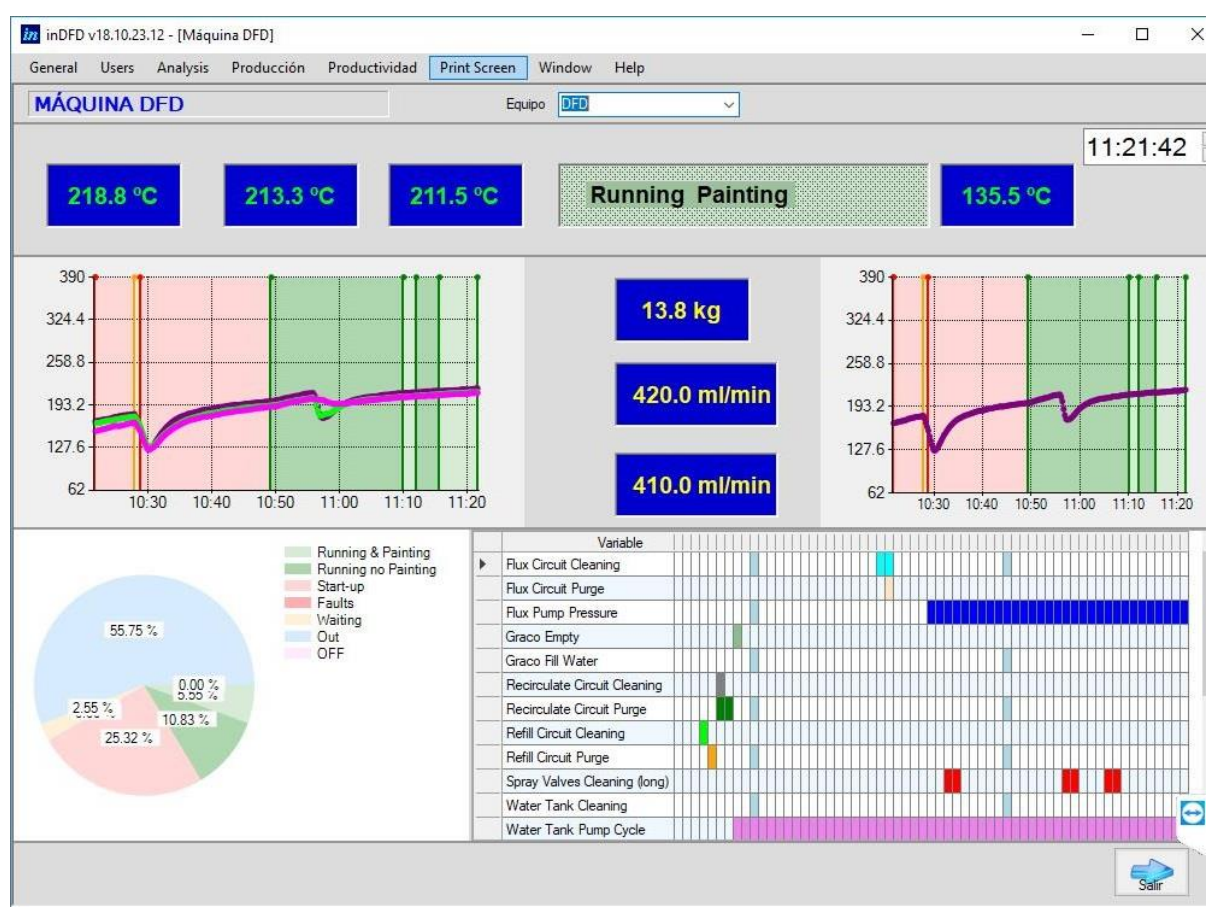 in inDFD v18.10.23.12 - [Máquina DFD]
General Users Analysis Producción Productividad Print Screen Window Help
MÁQUINA DFD Equipo DFD
11:21:42
218.8 ºC 213.3 ºC 211.5 ºC Running Painting 135.5 ºC
390
324.4
258.8
193.2
127.6
62
10:30 10:40 10:50 11:00 11:10 11:20
13.8 kg
420.0 ml/min
410.0 ml/min
390
324.4
258.8
193.2
127.6
62
10:30 10:40 10:50 11:00 11:10 11:20
55.75 %
0.00 %
5.55 %
2.55 %
10.83 %
25.32 %
Running & Painting
Running no Painting
Start-up
Faults
Waiting
Out
OFF
Variable
Flux Circuit Cleaning
Flux Circuit Purge
Flux Pump Pressure
Graco Empty
Graco Fill Water
Recirculate Circuit Cleaning
Recirculate Circuit Purge
Refill Circuit Cleaning
Refill Circuit Purge
Spray Valves Cleaning (long)
Water Tank Cleaning
Water Tank Pump Cycle
Salir